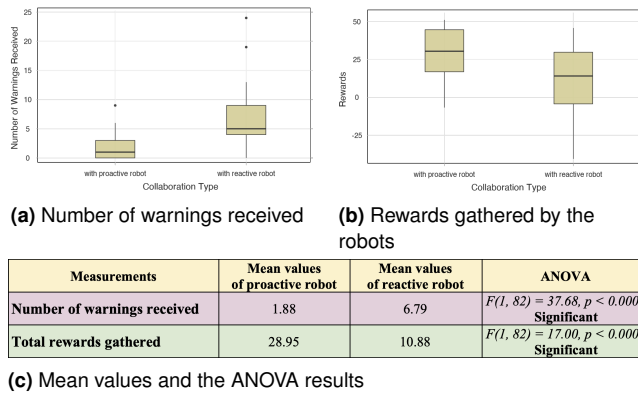 25
20
15
10
5
0
Number of Warnings Received
with proactive robot
with reactive robot
Collaboration Type
50
25
0
-25
Rewards
with proactive robot
with reactive robot
Collaboration Type
(a) Number of warnings received
(b) Rewards gathered by the
robots
Measurements
Mean values
of proactive robot
Mean values
of reactive robot
ANOVA
Number of warnings received
1.88
6.79
F(1, 82) = 37.68, p < 0.000
Significant
Total rewards gathered
28.95
10.88
F(1, 82) = 17.00, p < 0.000
Significant
(c) Mean values and the ANOVA results